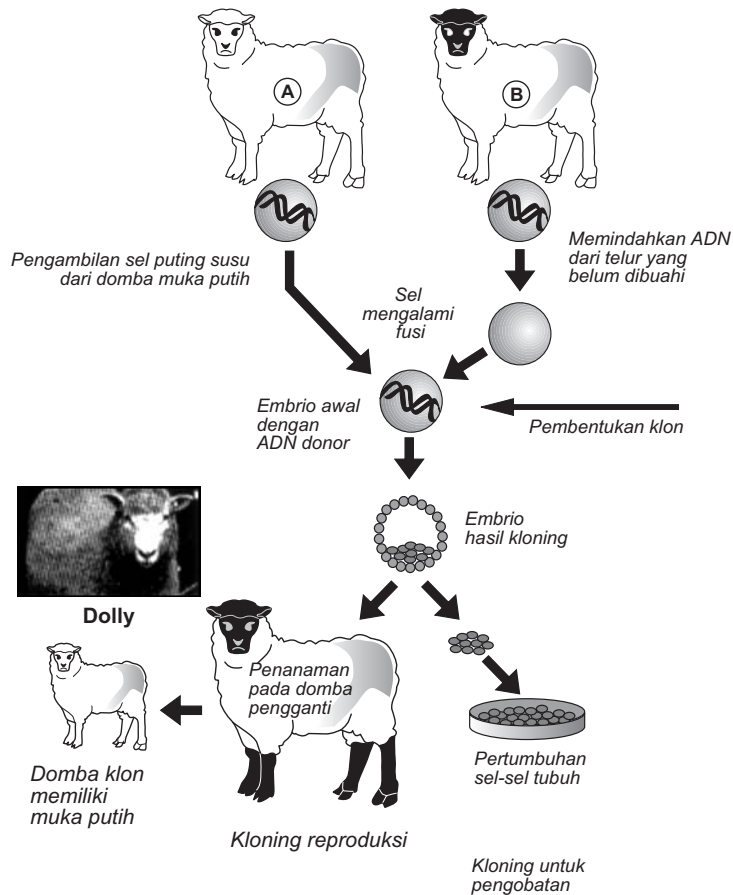 A
B
Pengambilan sel puting susu
dari domba muka putih
Memindahkan ADN
dari telur yang
belum dibuahi
Sel
mengalami
fusi
Embrio awal
dengan
ADN donor
Pembentukan klon
Embrio
hasil kloning
Dolly
Penanaman
pada domba
pengganti
Domba klon
memiliki
muka putih
Kloning reproduksi
Pertumbuhan
sel-sel tubuh
Kloning untuk
pengobatan